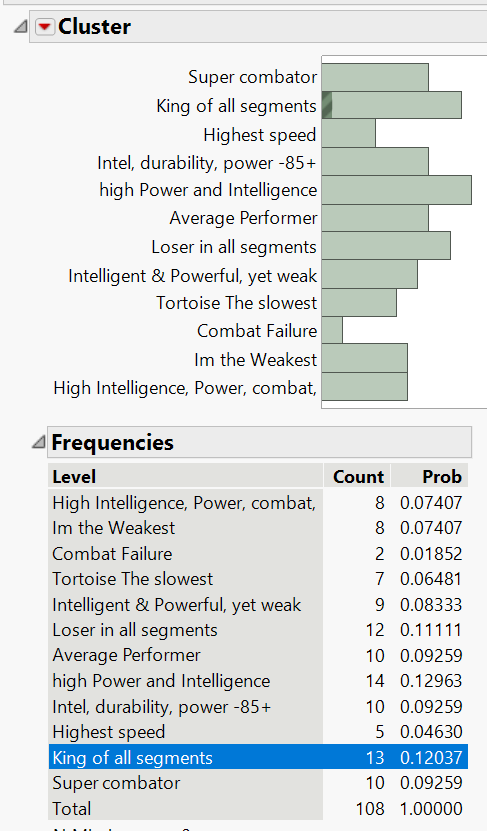 Cluster
Super combator
King of all segments
Highest speed
Intel, durability, power -85+
high Power and Intelligence
Average Performer
Loser in all segments
Intelligent & Powerful, yet weak
Tortoise The slowest
Combat Failure
Im the Weakest
High Intelligence, Power, combat,
Frequencies
Level Count Prob
High Intelligence, Power, combat, 8 0.07407
Im the Weakest 8 0.07407
Combat Failure 2 0.01852
Tortoise The slowest 7 0.06481
Intelligent & Powerful, yet weak 9 0.08333
Loser in all segments 12 0.11111
Average Performer 10 0.09259
high Power and Intelligence 14 0.12963
Intel, durability, power -85+ 10 0.09259
Highest speed 5 0.04630
King of all segments 13 0.12037
Super combator 10 0.09259
Total 108 1.00000